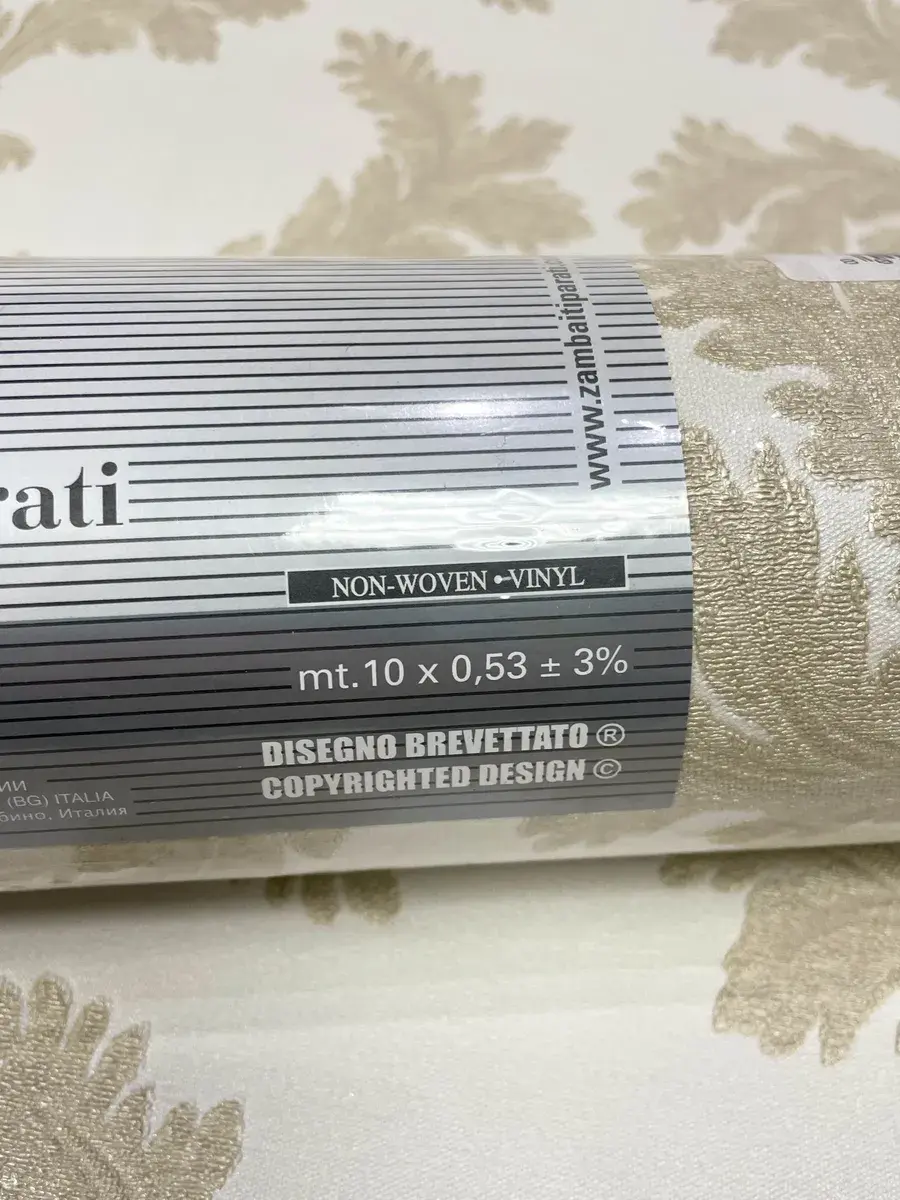 www.zambaitiparati.
rati
NON-WOVEN • VINYL
mt.10 x 0,53 ± 3%
DISEGNO BREVETTATO ®
COPYRIGHTED DESIGN ©
ИИ
(BG) ITALIA
бино, Италия